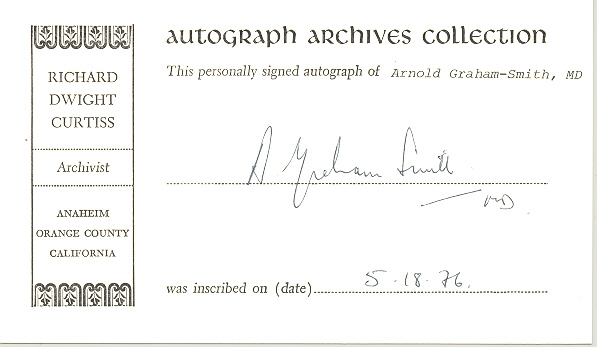 AUTOGRAPH ARCHIVES COLLECTION
This personally signed autograph of Arnold Graham-Smith, MD
RICHARD
DWIGHT
CURTISS
Archivist
ANAHEIM
ORANGE COUNTY
CALIFORNIA
A Graham Smith
MD
was inscribed on (date) 5.18.76.